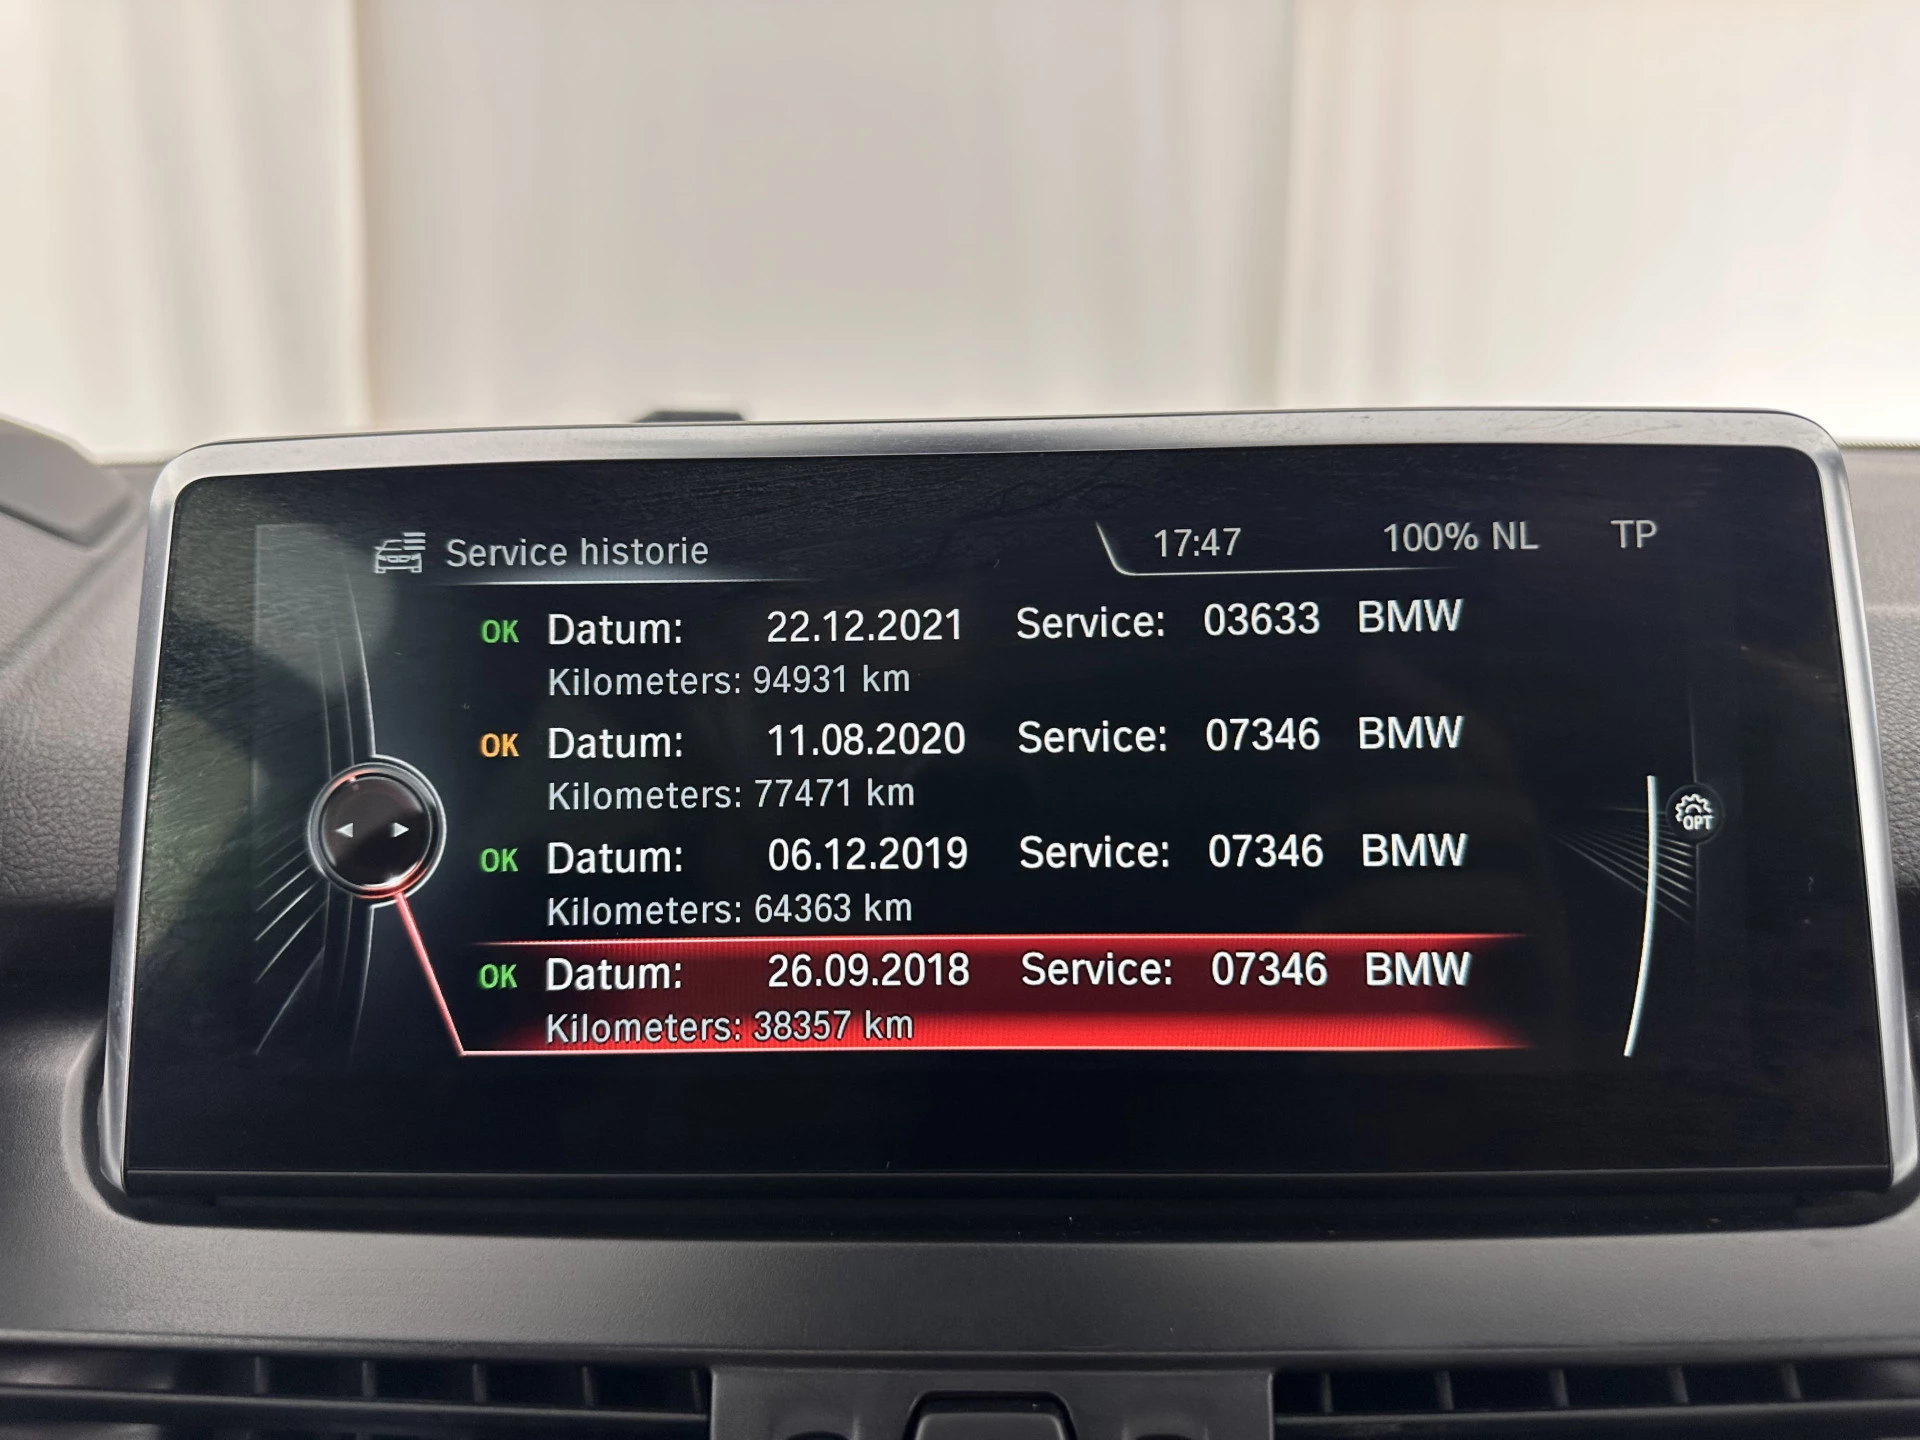 Service historie 17:47 100% NL TP
OK Datum: 22.12.2021 Service: 03633 BMW
Kilometers: 94931 km
OK Datum: 11.08.2020 Service: 07346 BMW
Kilometers: 77471 km
OK Datum: 06.12.2019 Service: 07346 BMW
Kilometers: 64363 km
OK Datum: 26.09.2018 Service: 07346 BMW
Kilometers: 38357 km
OPT